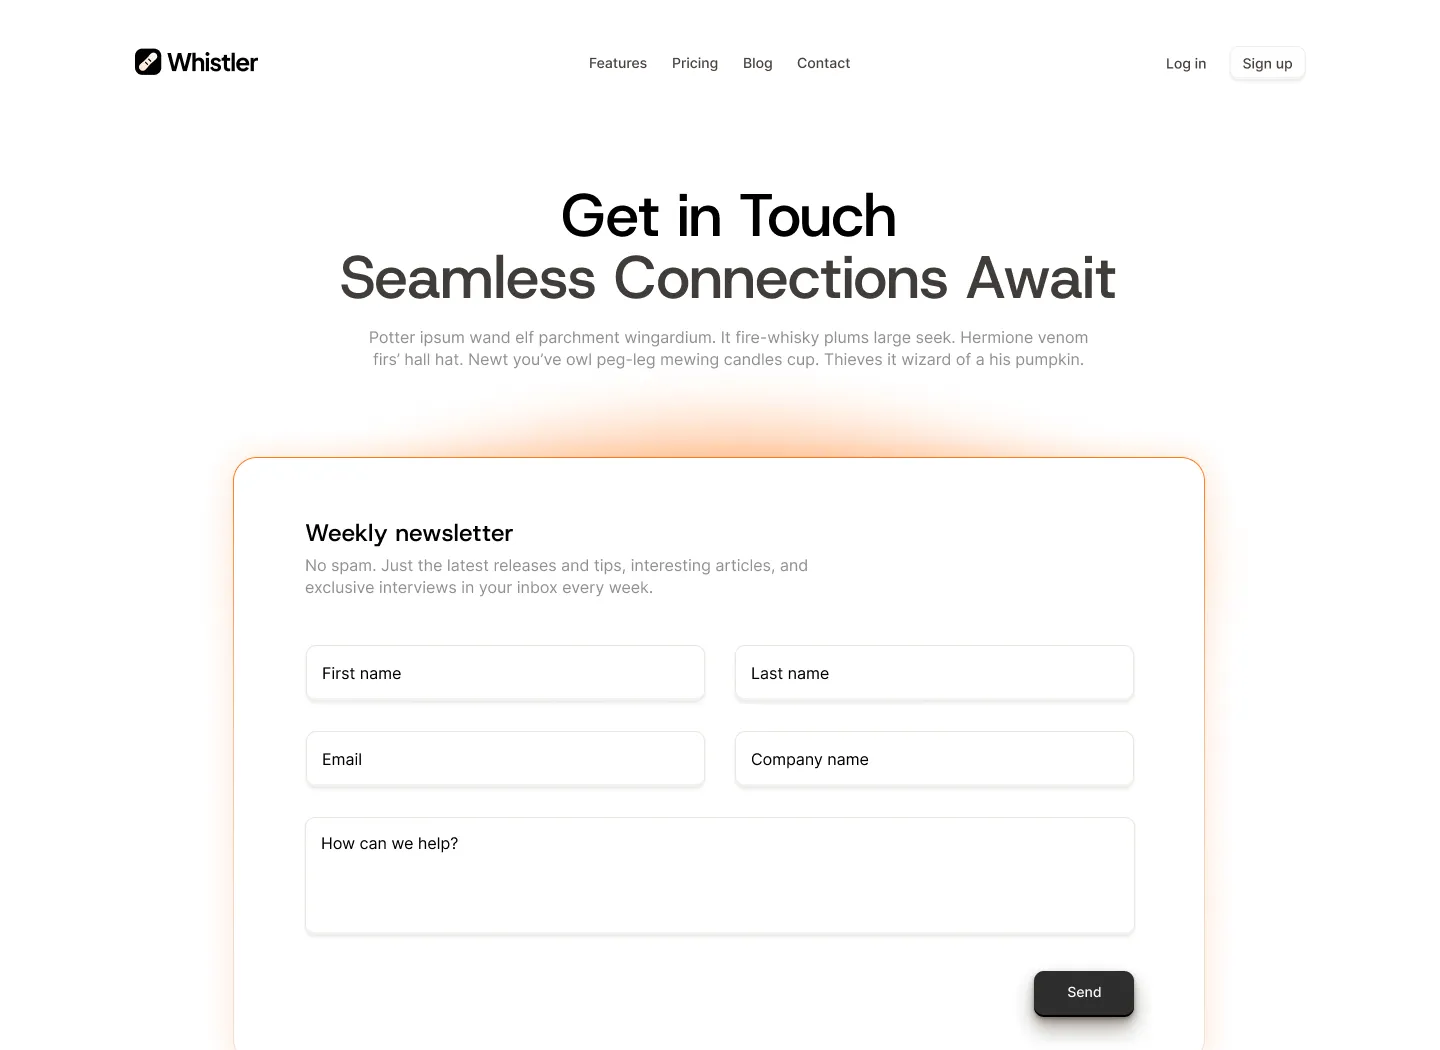 Whistler
Features Pricing Blog Contact
Log in Sign up
Get in Touch
Seamless Connections Await
Potter ipsum wand elf parchment wingardium. It fire-whisky plums large seek. Hermione venom
firs’ hall hat. Newt you’ve owl peg-leg mewing candles cup. Thieves it wizard of a his pumpkin.
Weekly newsletter
No spam. Just the latest releases and tips, interesting articles, and
exclusive interviews in your inbox every week.
First name
Last name
Email
Company name
How can we help?
Send